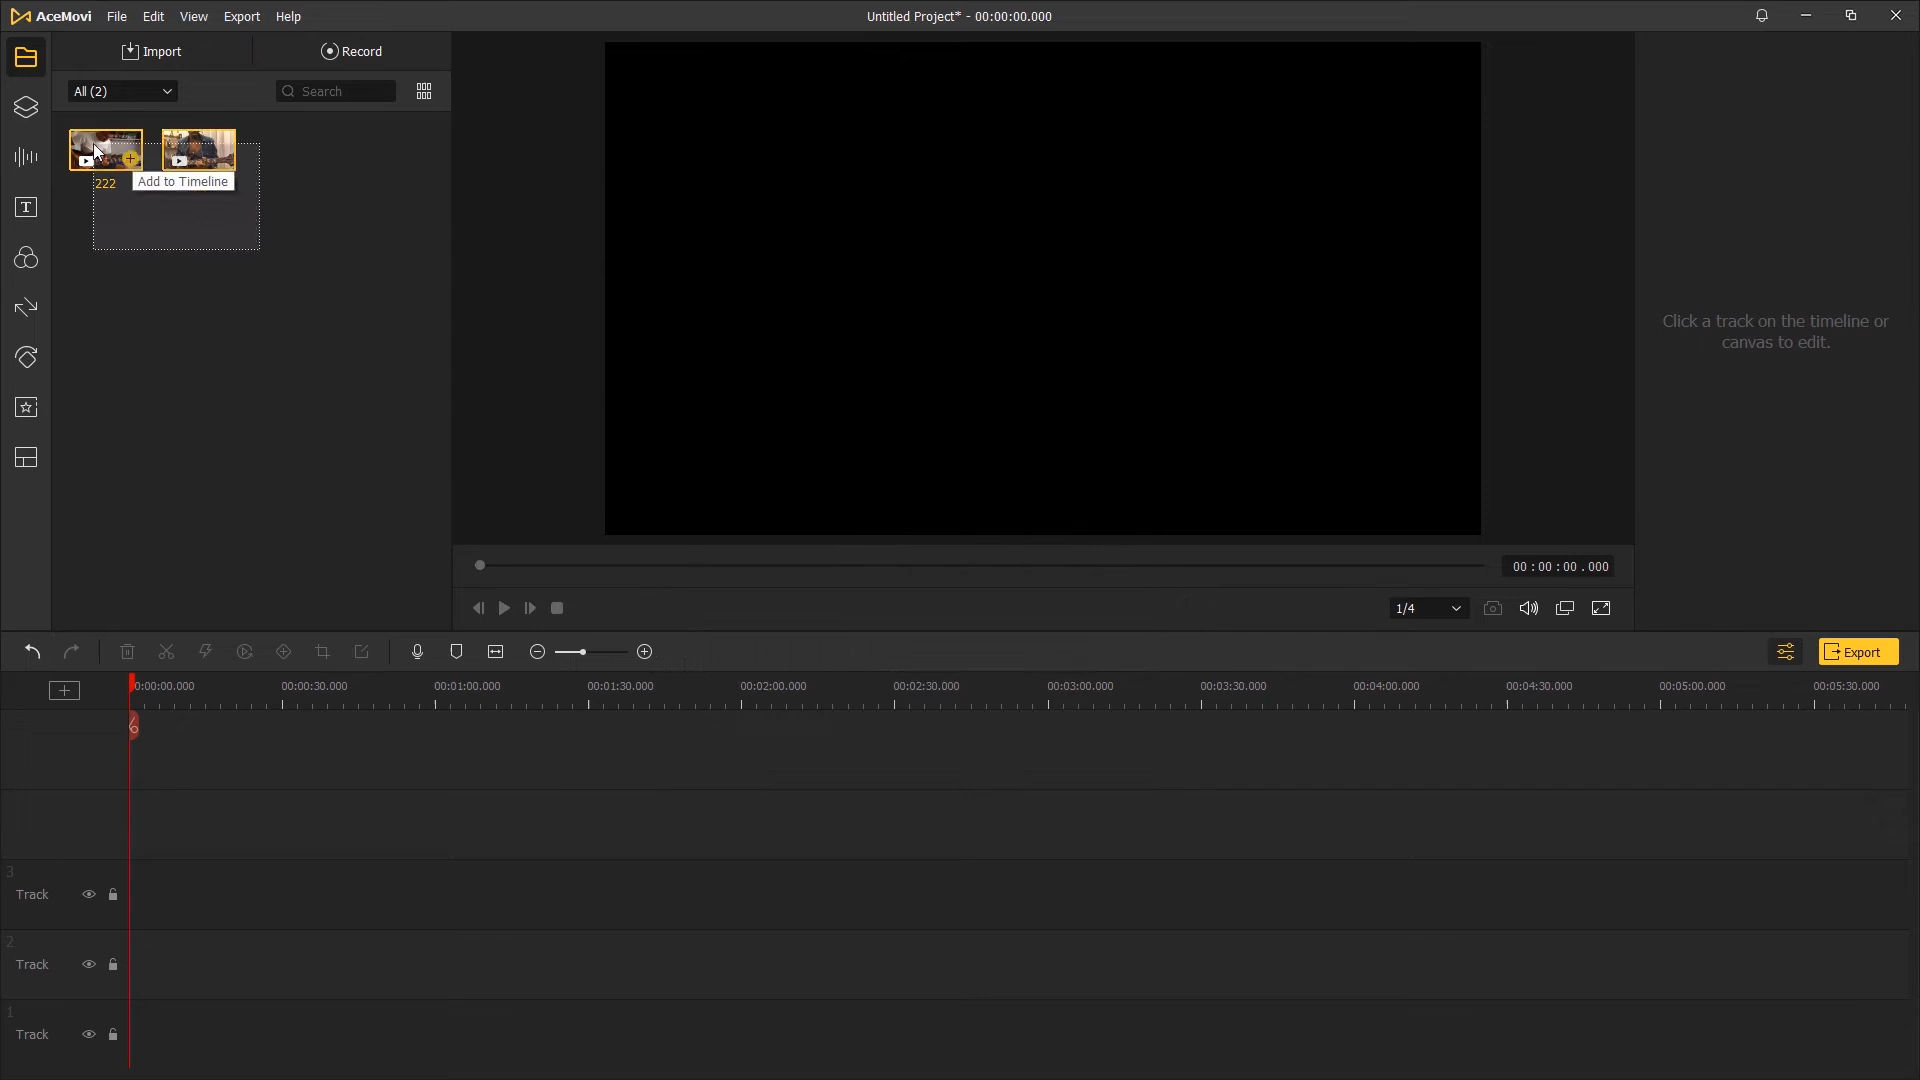 AceMovi File Edit View Export Help
Untitled Project* - 00:00:00.000
Import
Record
All (2)
Search
222
Add to Timeline
Click a track on the timeline or
canvas to edit.
00 : 00 : 00 . 000
1/4
Export
0:00:00.000 00:00:30.000 00:01:00.000 00:01:30.000 00:02:00.000 00:02:30.000 00:03:00.000 00:03:30.000 00:04:00.000 00:04:30.000 00:05:00.000 00:05:30.000
3
Track
2
Track
1
Track